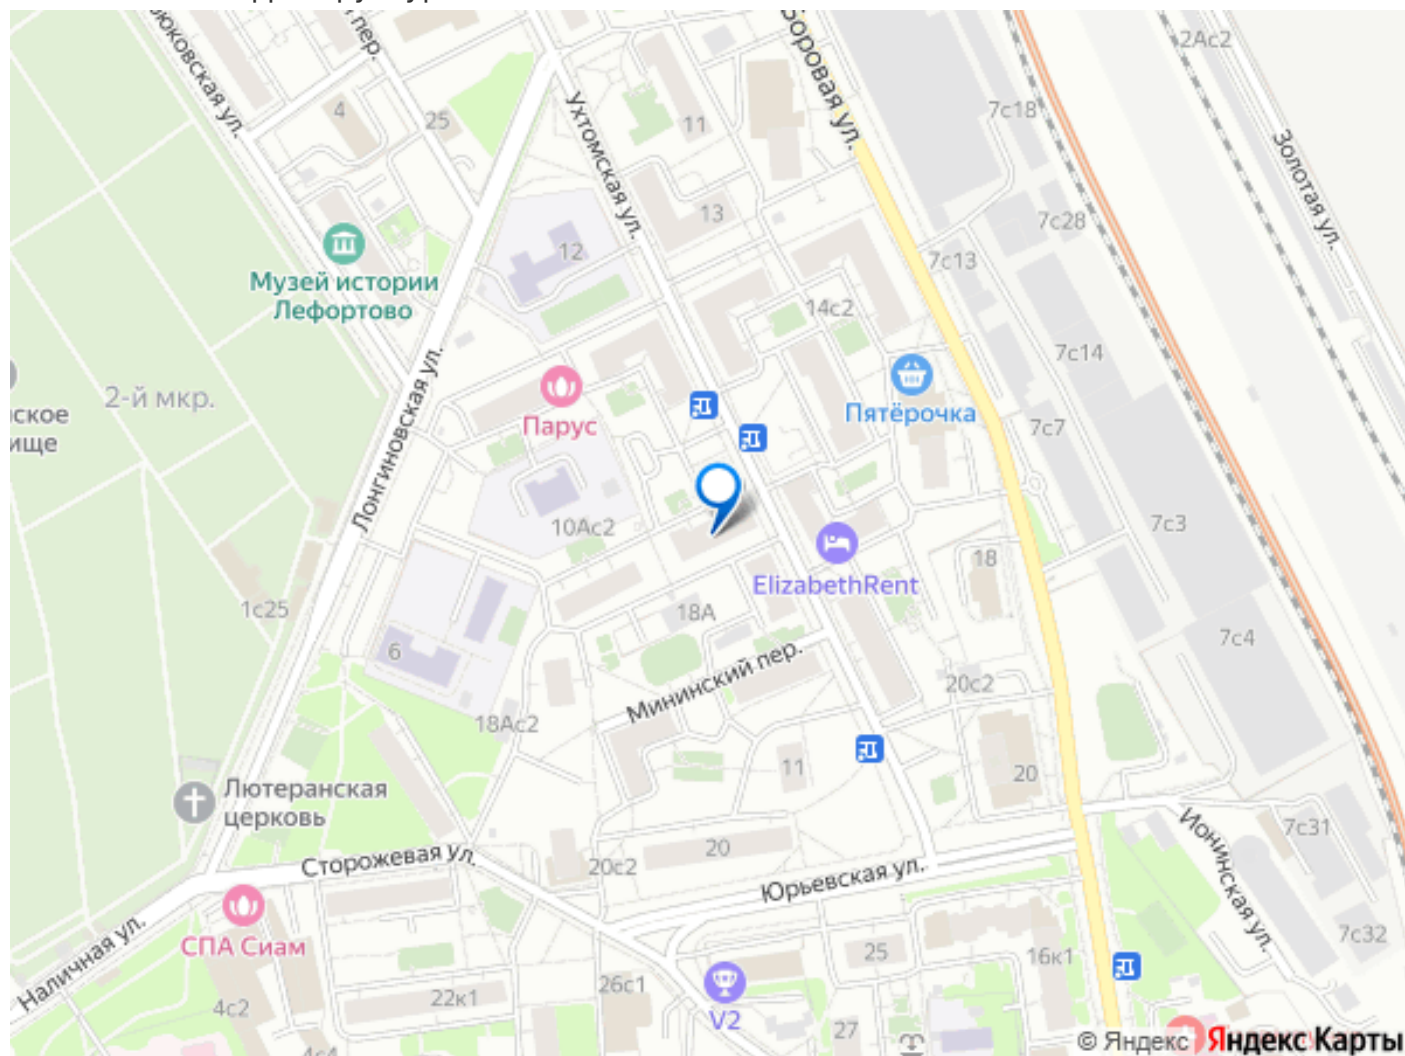 пер.
Боровая ул.
2Ас2
7с18
4
25
Ухтомская ул.
11
Золотая ул.
13
7с28
12
7с13
Музей истории
Лефортово
14с2
7с14
2-й мкр.
Лонгиновская ул.
Парус
Пятёрочка
7с7
10Ас2
7с3
ElizabethRent
18
1с25
18А
7с4
6
Мининский пер.
20с2
18Ас2
11
20
Лютеранская
церковь
Сторожевая ул.
20
20с2
Юрьевская ул.
Ионинская ул.
7с31
СПА Сиам
Наличная ул.
7с32
25
16к1
4с2
22к1
26с1
V2
27
© Яндекс
Яндекс Карты